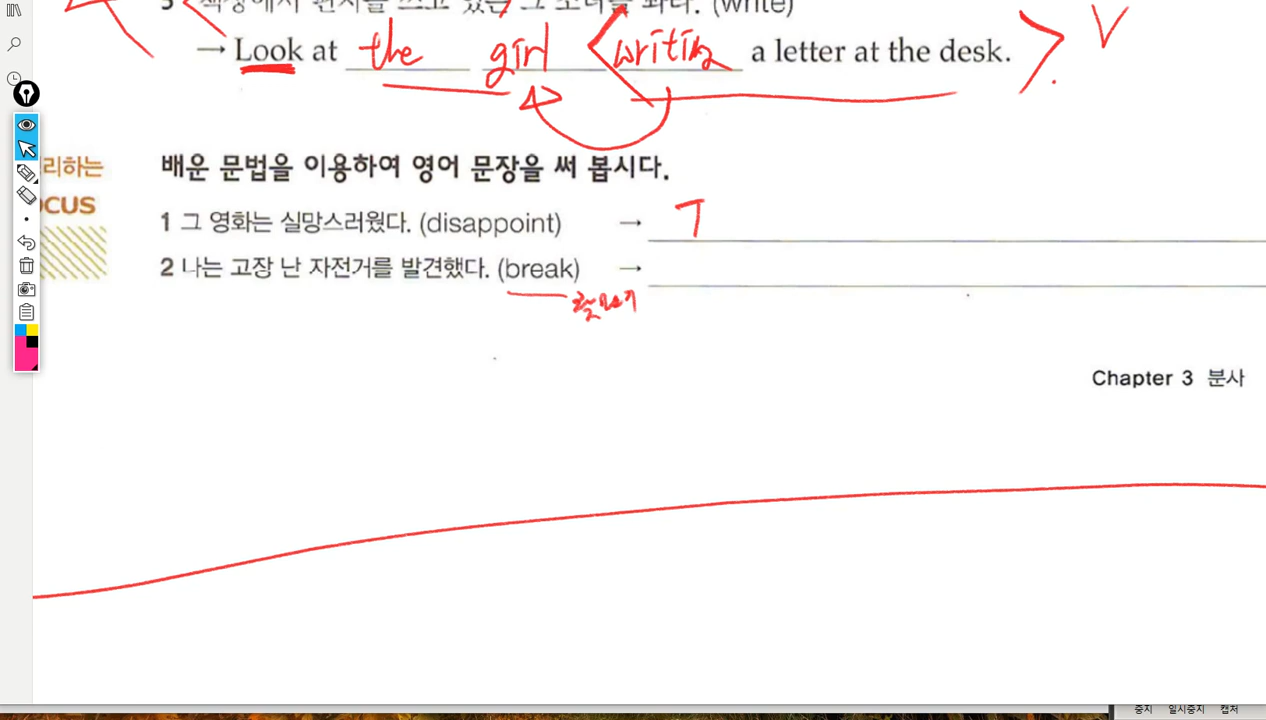 (write)
→ Look at the girl writing a letter at the desk.
리하는
OCUS
배운 문법을 이용하여 영어 문장을 써 봅시다.
1 그 영화는 실망스러웠다. (disappoint) → T
2 나는 고장 난 자전거를 발견했다. (break) →
Chapter 3 분사
중지 일시중지 캡처